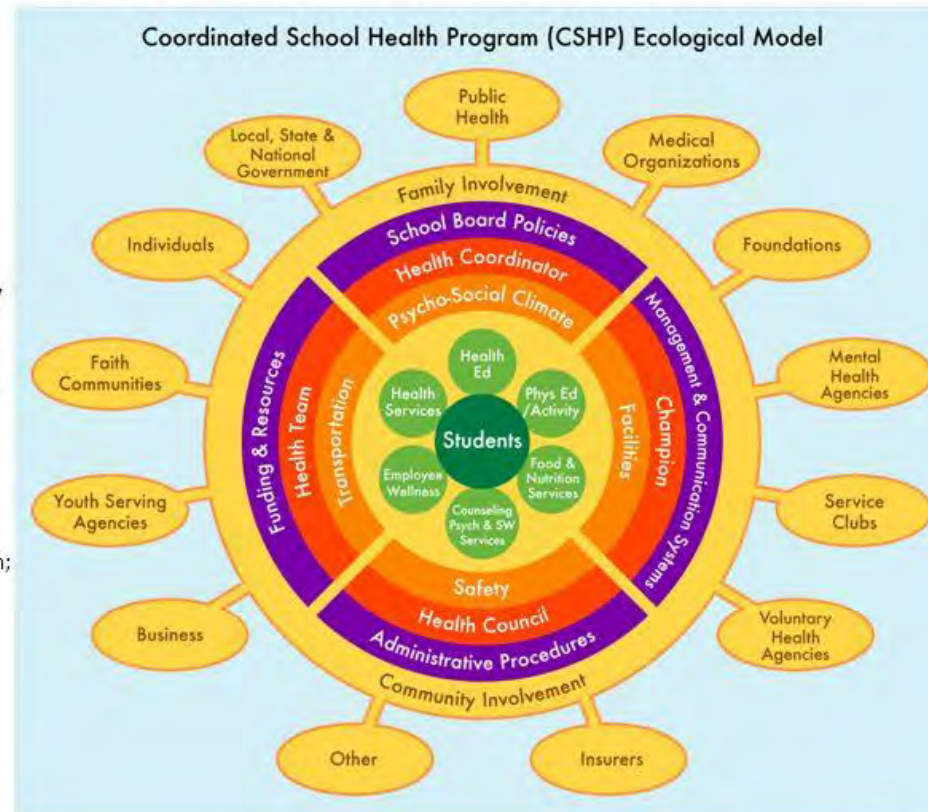 Coordinated School Health Program (CSHP) Ecological Model
Public
Health
Local, State &
National
Government
Medical
Organizations
Individuals
Foundations
Faith
Communities
Mental
Health
Agencies
Youth Serving
Agencies
Service
Clubs
Business
Voluntary
Health
Agencies
Other
Insurers
Family Involvement
School Board Policies
Health Coordinator
Psycho-Social Climate
Funding & Resources
Health Team
Transportation
Management & Communication Systems
Champion
Facilities
Health
Ed
Health
Services
Phys Ed
/Activity
Students
Employee
Wellness
Food &
Nutrition
Services
Counseling
Psych & SW
Services
Safety
Health Council
Administrative Procedures
Community Involvement